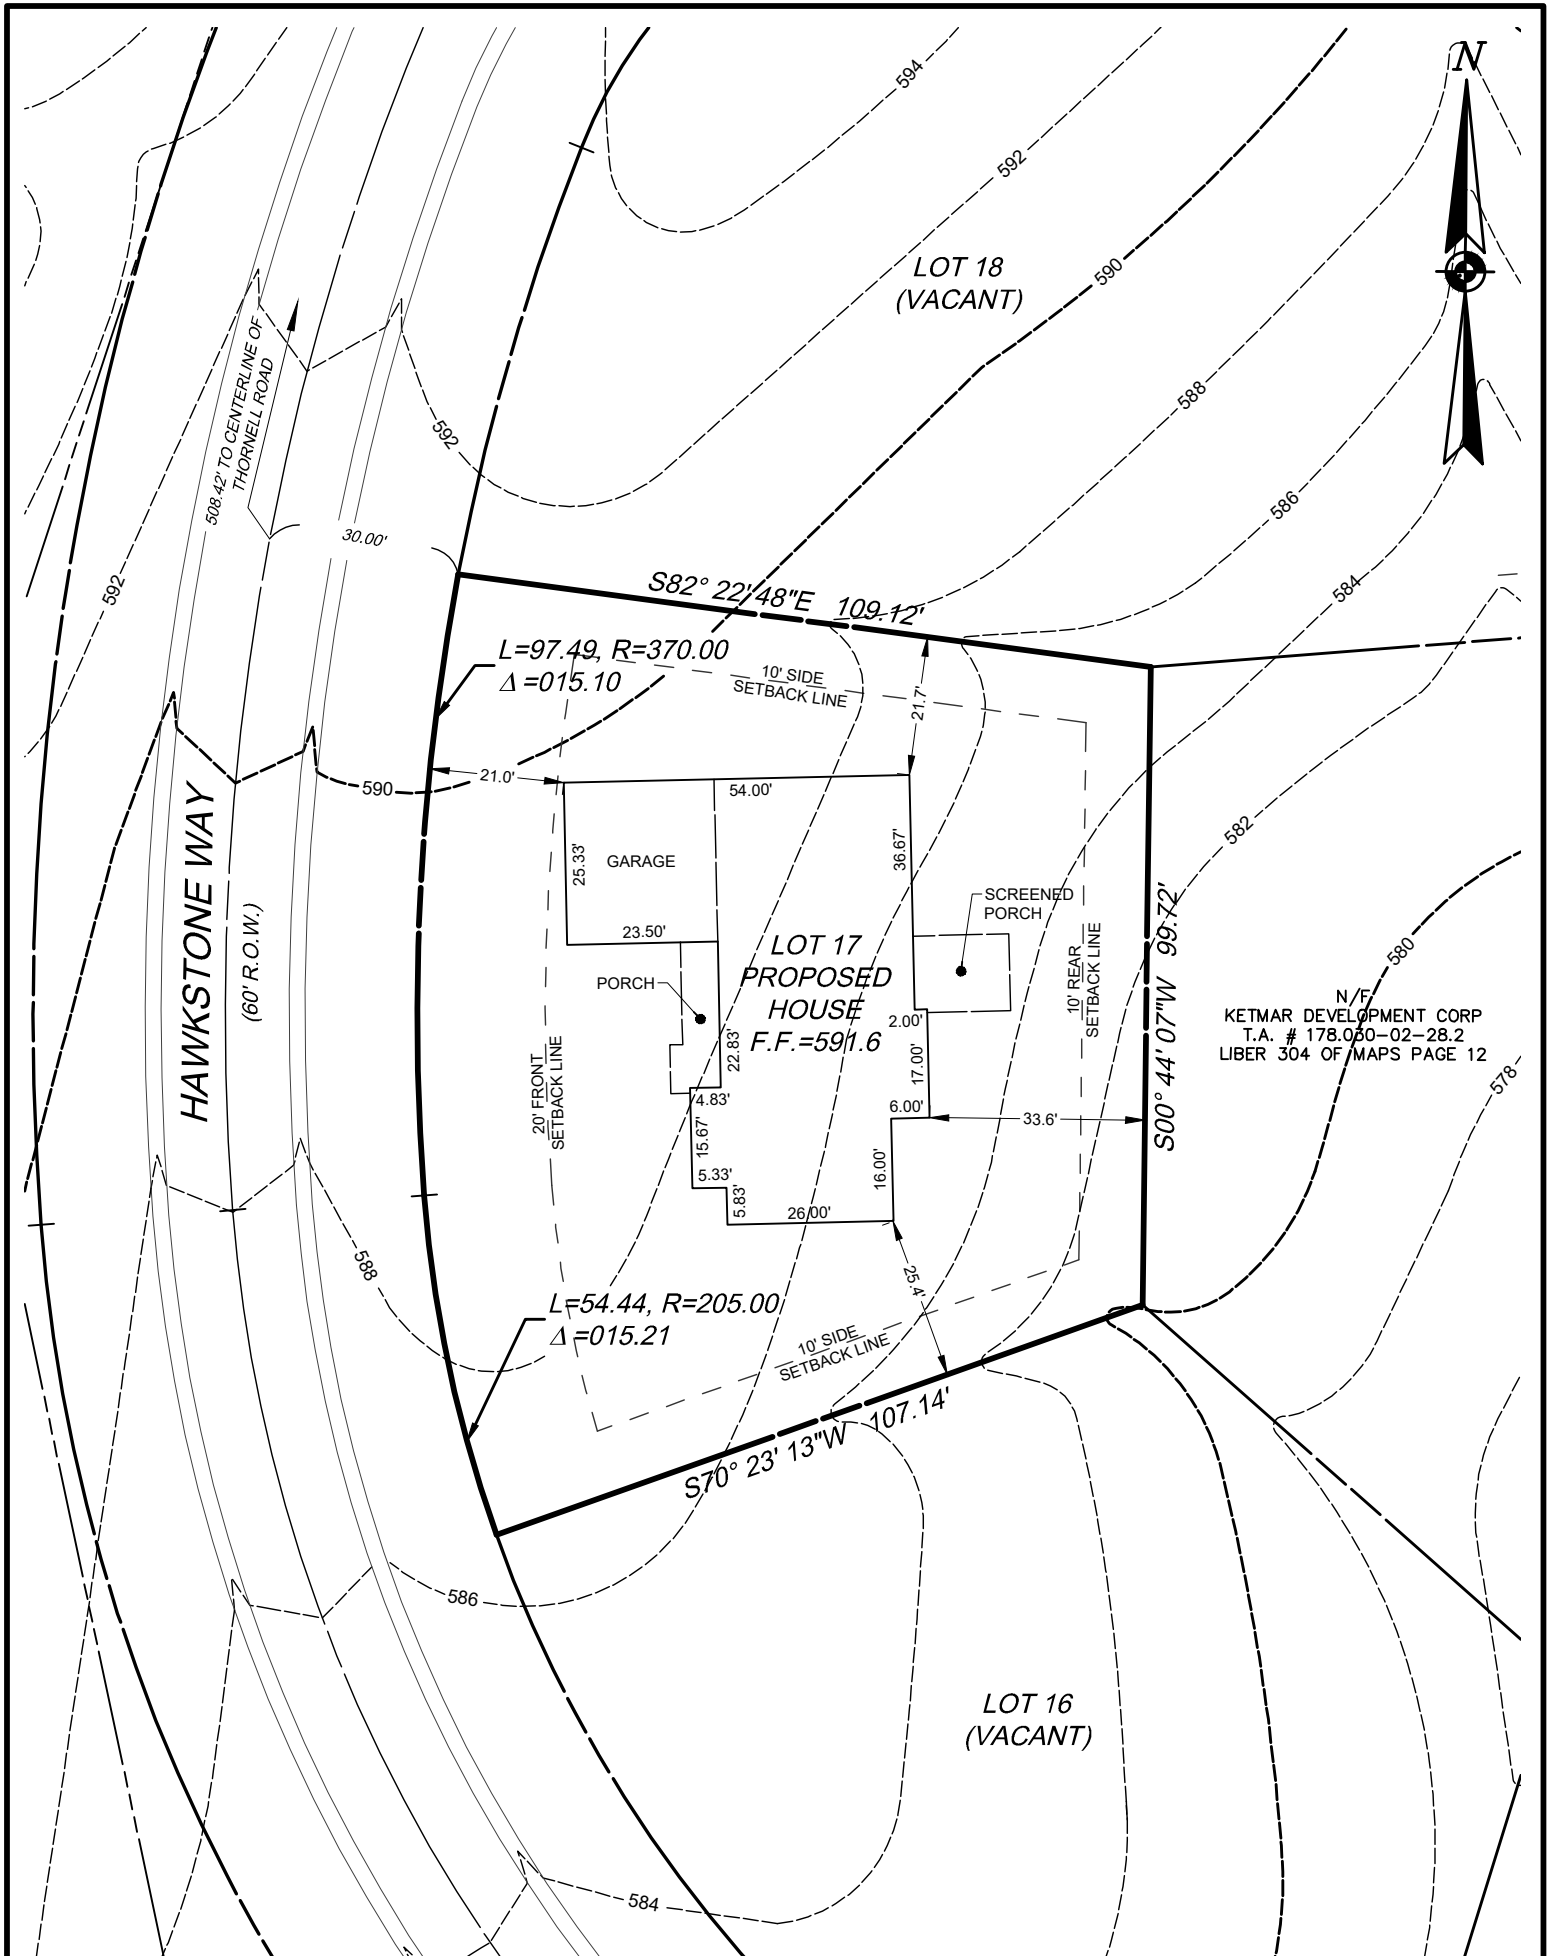 N
594
592
LOT 18
(VACANT)
590
588
586
584
582
580
578
508.42' TO CENTERLINE OF
THORNELL ROAD
592
592
30.00'
S82° 22' 48"E 109.12'
L=97.49, R=370.00
Δ =015.10
10' SIDE
SETBACK LINE
21.7'
590
21.0'
54.00'
HAWKSTONE WAY
(60' R.O.W.)
25.33'
GARAGE
36.67'
SCREENED
PORCH
23.50'
LOT 17
PROPOSED
HOUSE
F.F.=591.6
PORCH
2.00'
22.83'
17.00'
10' REAR
SETBACK LINE
S00° 44' 07"W 99.72'
N/F
KETMAR DEVELOPMENT CORP
T.A. # 178.030-02-28.2
LIBER 304 OF MAPS PAGE 12
20' FRONT
SETBACK LINE
4.83'
6.00'
33.6'
15.67'
16.00'
5.33'
5.83'
26.00'
588
25.4'
L=54.44, R=205.00
Δ =015.21
10' SIDE
SETBACK LINE
S70° 23' 13"W 107.14'
586
LOT 16
(VACANT)
584